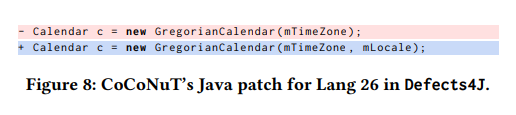 - Calendar c = new GregorianCalendar(mTimeZone);
+ Calendar c = new GregorianCalendar(mTimeZone, mLocale);
Figure 8: CoCoNuT's Java patch for Lang 26 in Defects4J.